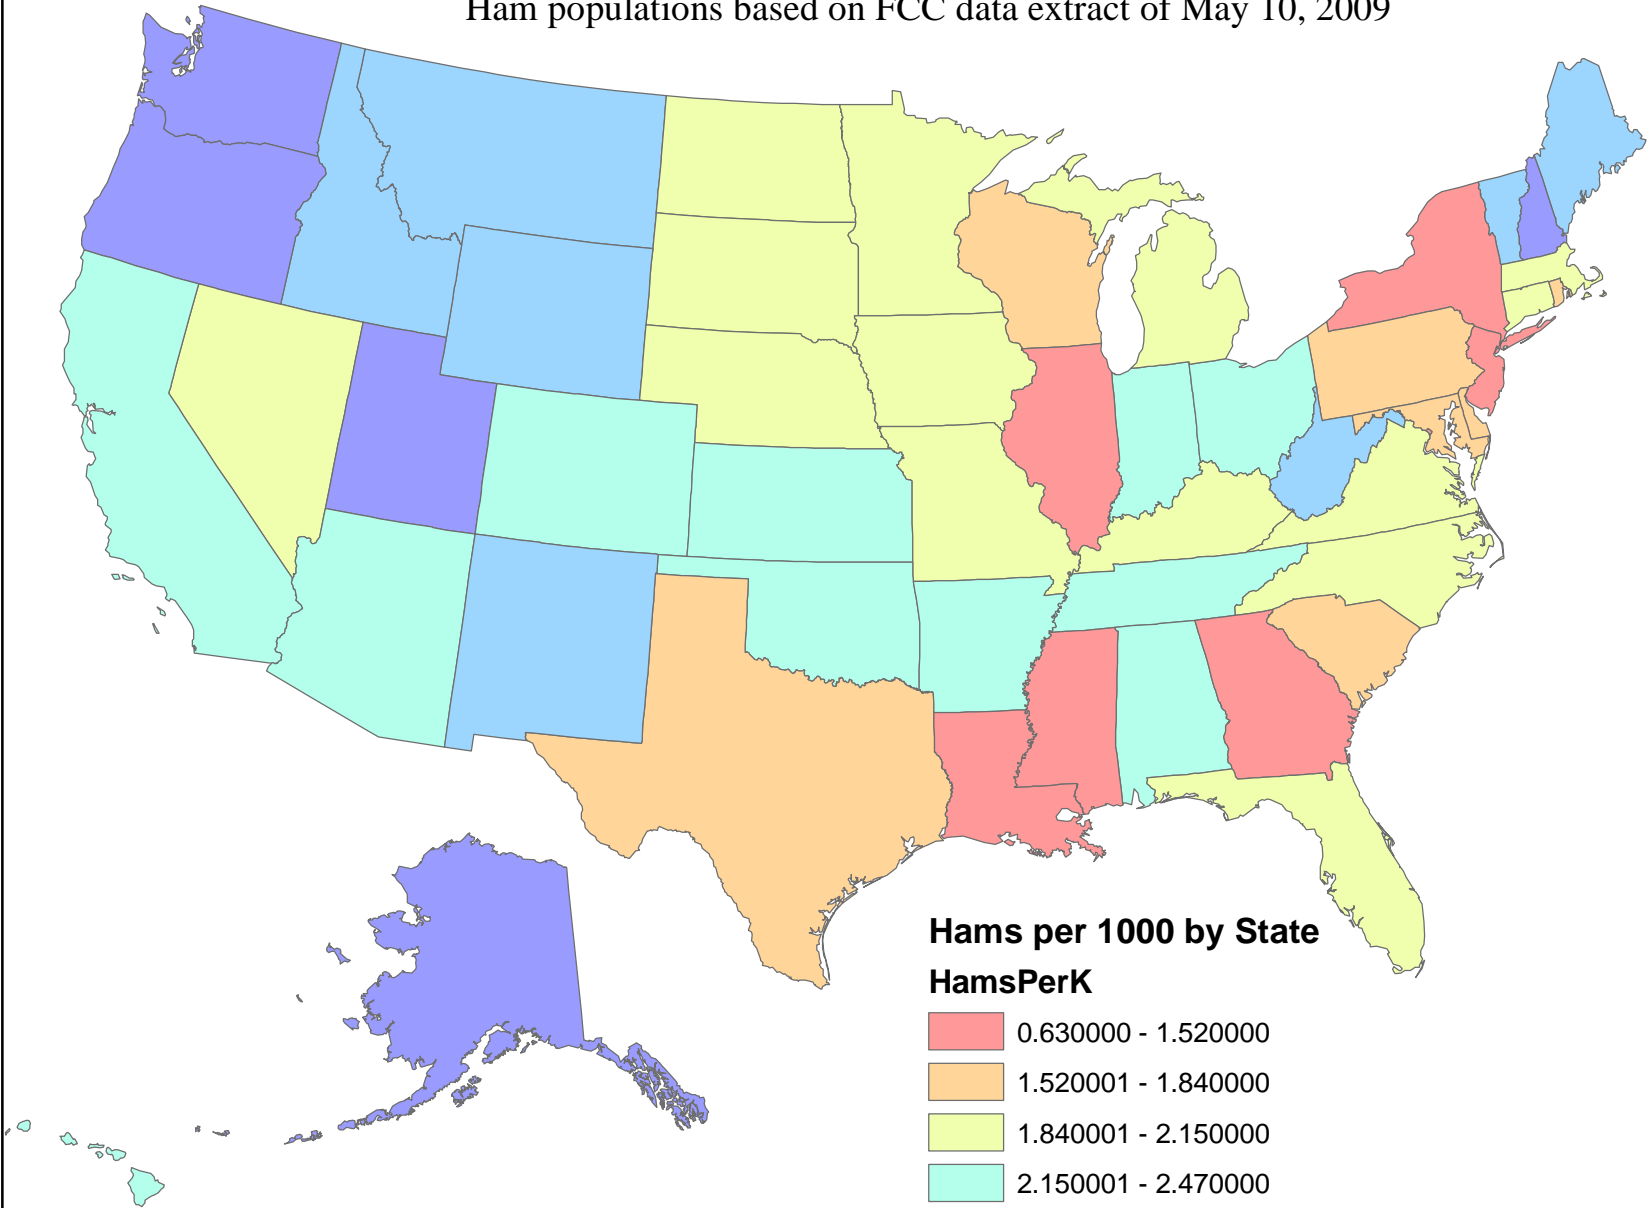 Ham populations based on FCC data extract of May 10, 2009
Hams per 1000 by State
HamsPerK
0.630000 - 1.520000
1.520001 - 1.840000
1.840001 - 2.150000
2.150001 - 2.470000